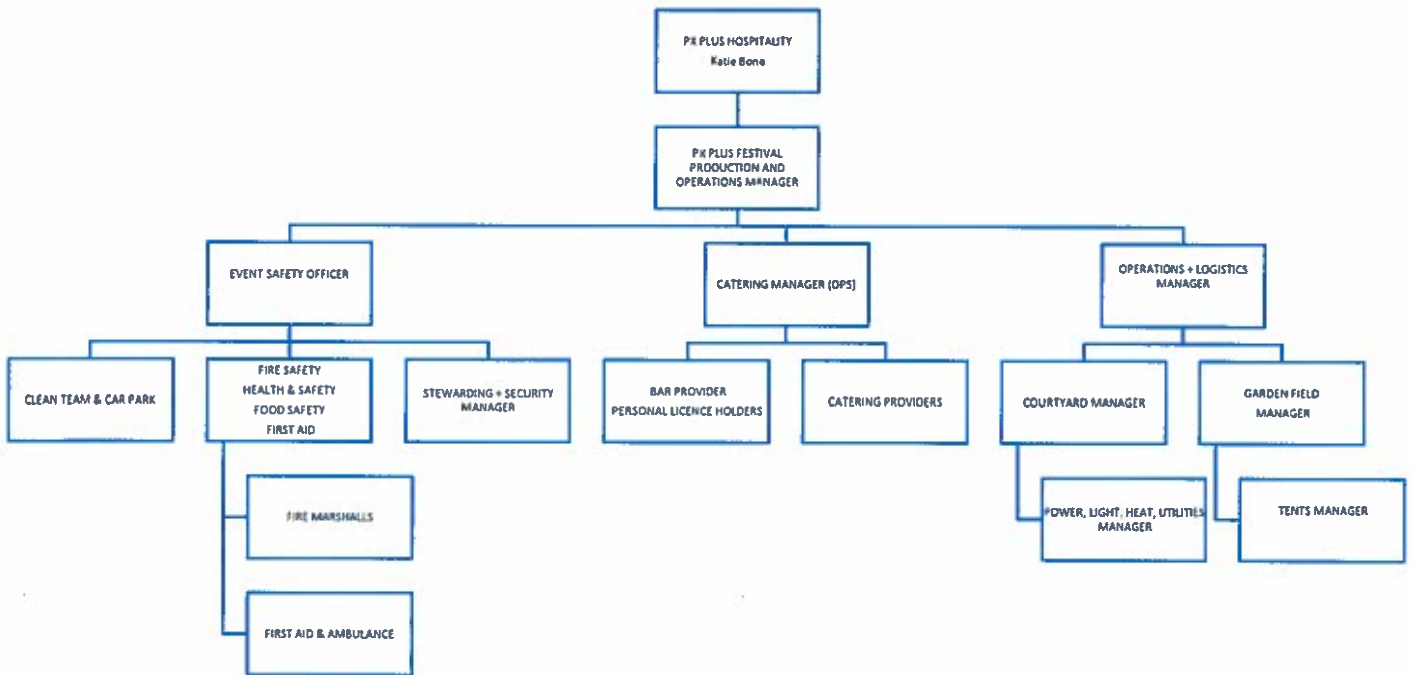 PX PLUS HOSPITALITY
Katie Bone
PX PLUS FESTIVAL
PRODUCTION AND
OPERATIONS MANAGER
EVENT SAFETY OFFICER
CATERING MANAGER (DPS)
OPERATIONS + LOGISTICS
MANAGER
CLEAN TEAM & CAR PARK
FIRE SAFETY
HEALTH & SAFETY
FOOD SAFETY
FIRST AID
STEWARDING + SECURITY
MANAGER
BAR PROVIDER
PERSONAL LICENCE HOLDERS
CATERING PROVIDERS
COURTYARD MANAGER
GARDEN FIELD
MANAGER
FIRE MARSHALLS
POWER, LIGHT, HEAT, UTILITIES
MANAGER
TENTS MANAGER
FIRST AID & AMBULANCE